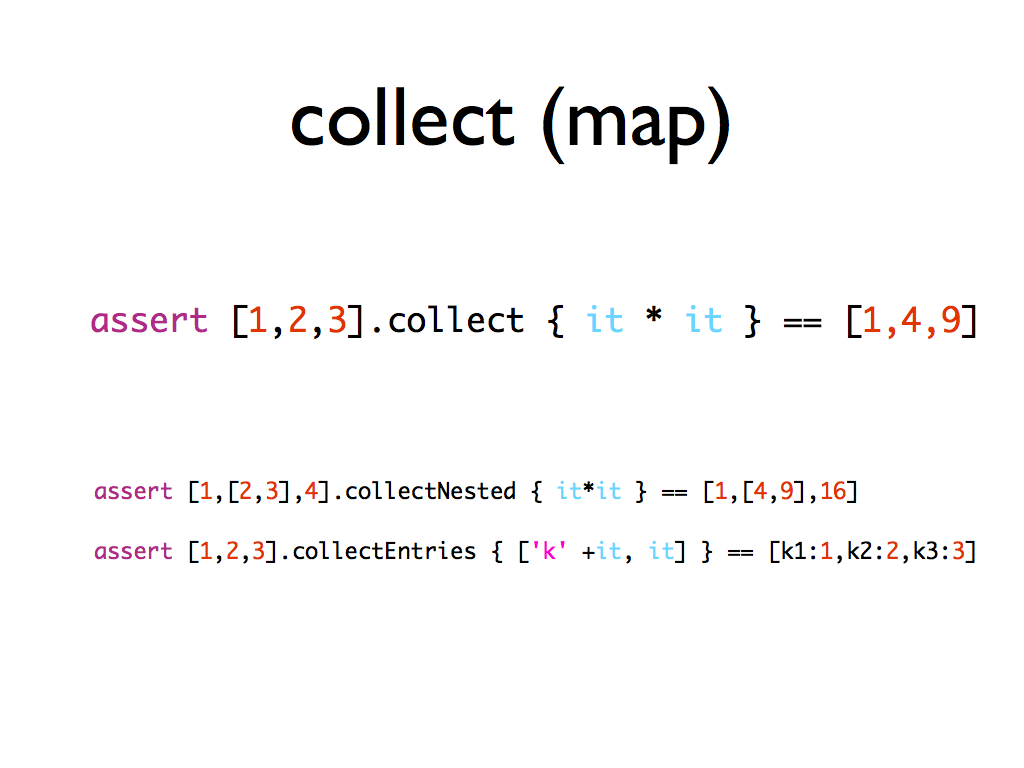 collect (map)
assert [1,2,3].collect { it * it } == [1,4,9]
assert [1,[2,3],4].collectNested { it*it } == [1,[4,9],16]
assert [1,2,3].collectEntries { ['k' +it, it] } == [k1:1,k2:2,k3:3]